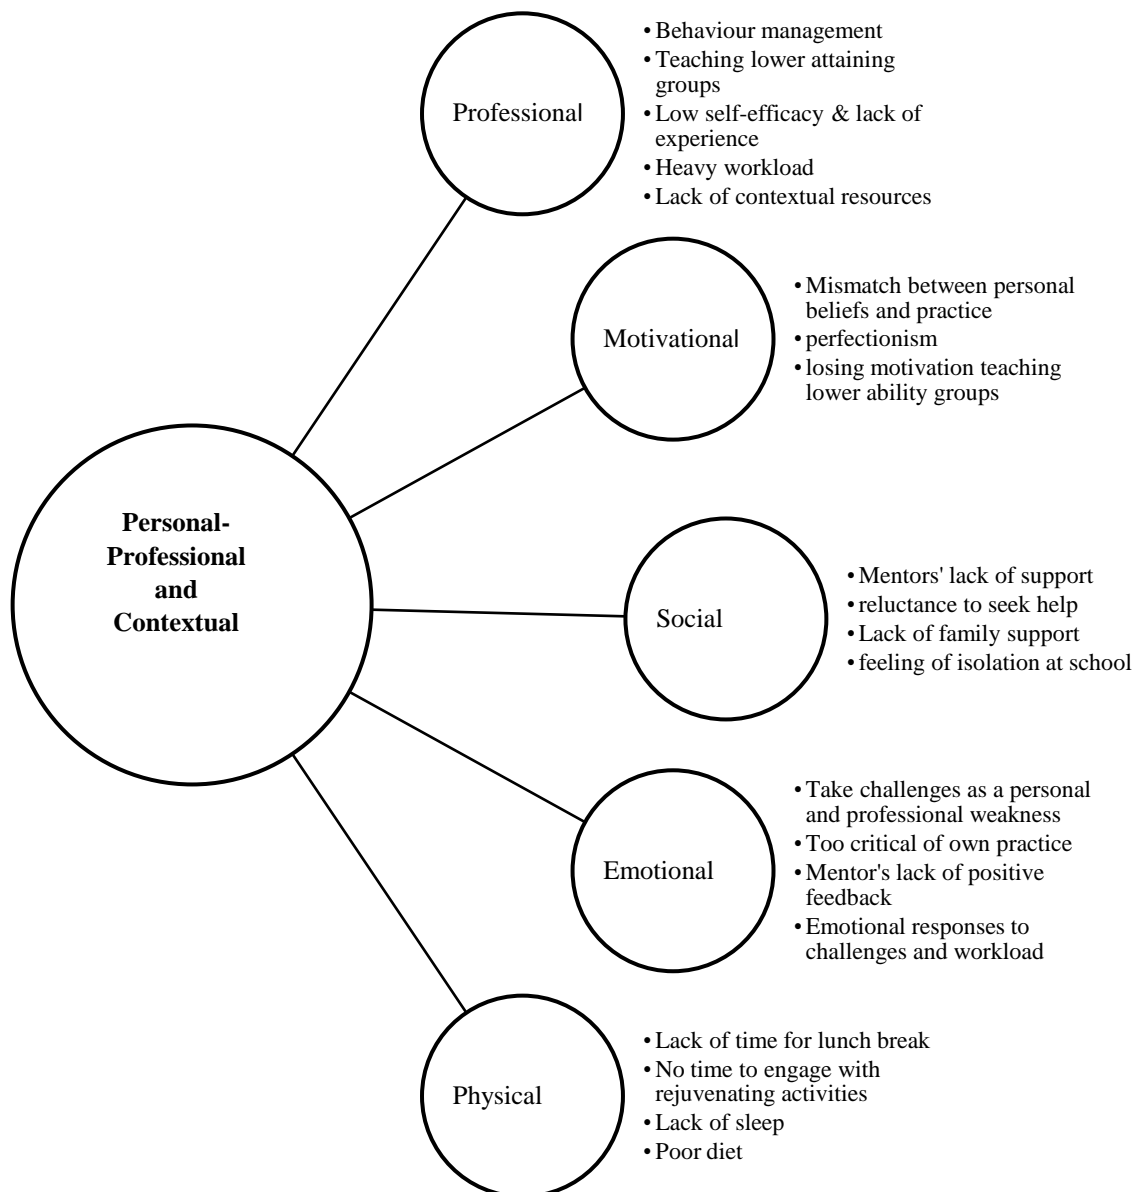 Professional
• Behaviour management
• Teaching lower attaining
groups
• Low self-efficacy & lack of
experience
• Heavy workload
• Lack of contextual resources
Motivational
• Mismatch between personal
beliefs and practice
• perfectionism
• losing motivation teaching
lower ability groups
Personal-
Professional
and
Contextual
Social
• Mentors' lack of support
• reluctance to seek help
• Lack of family support
• feeling of isolation at school
Emotional
• Take challenges as a personal
and professional weakness
• Too critical of own practice
• Mentor's lack of positive
feedback
• Emotional responses to
challenges and workload
Physical
• Lack of time for lunch break
• No time to engage with
rejuvenating activities
• Lack of sleep
• Poor diet